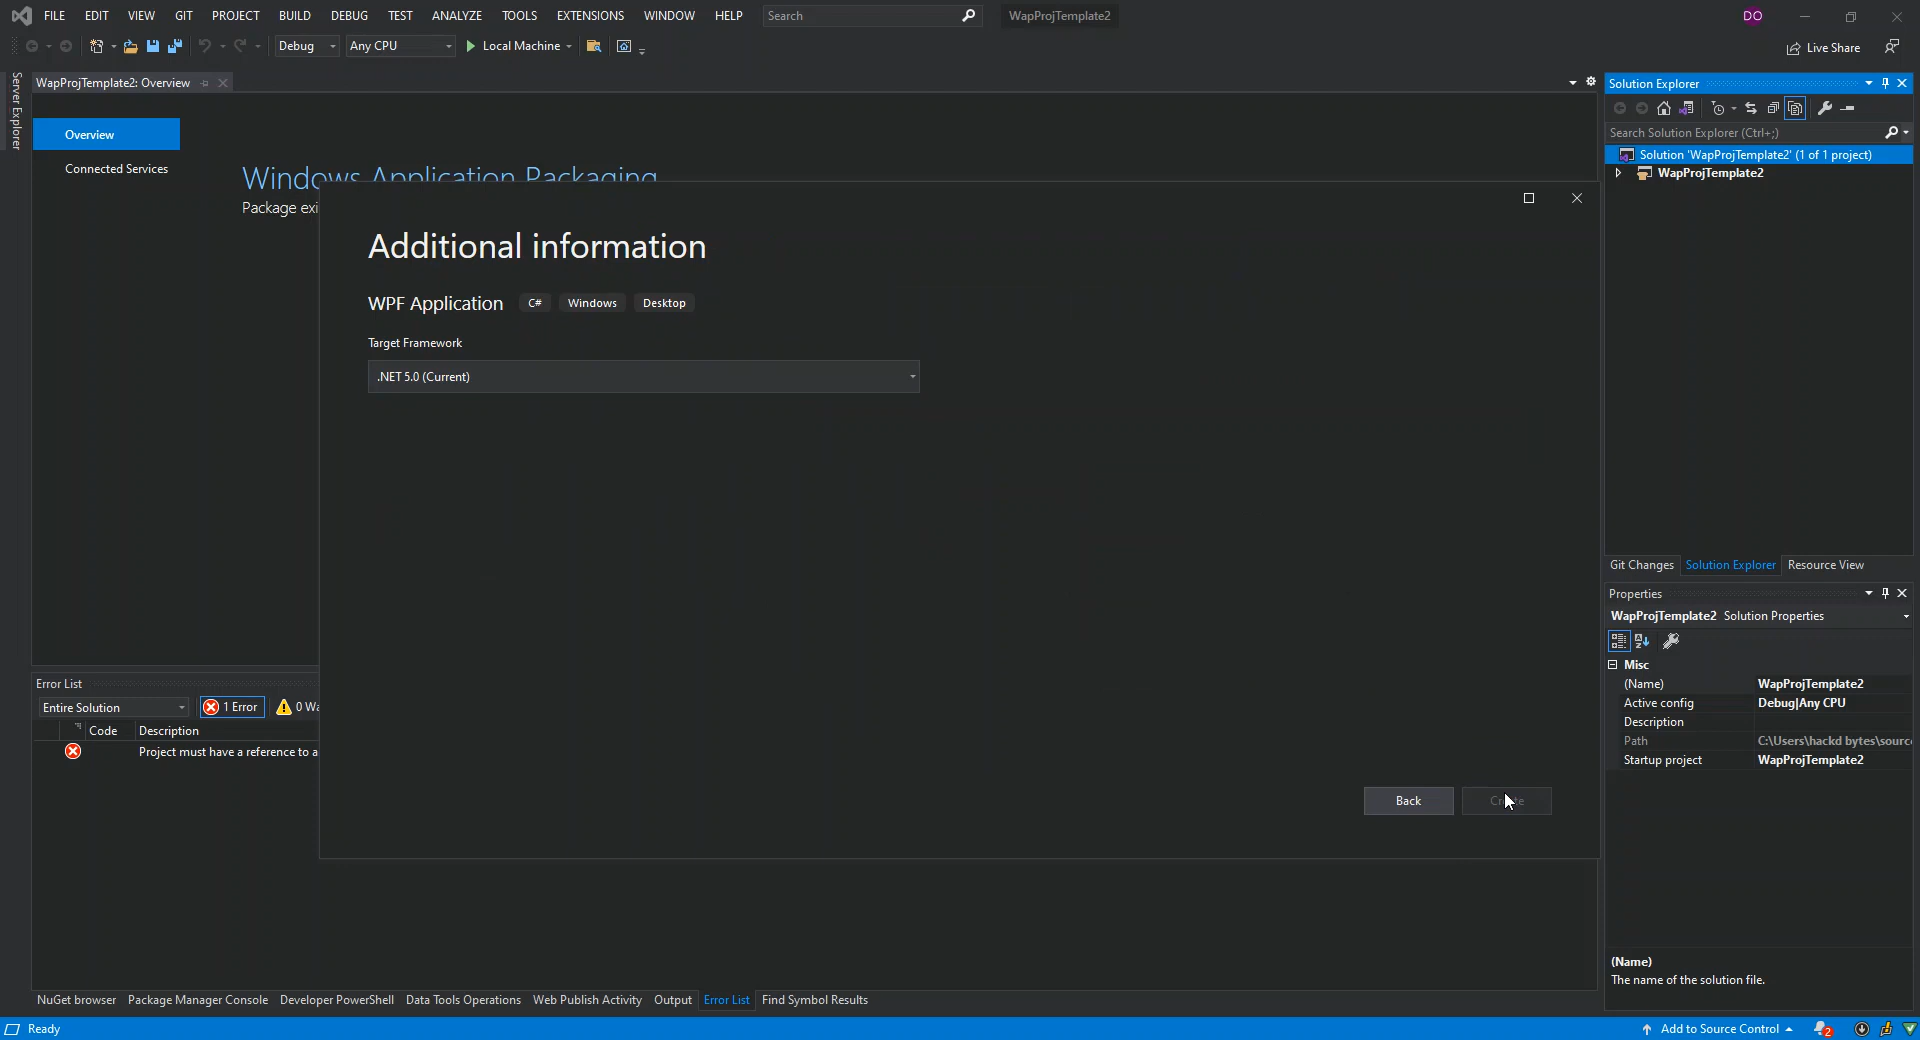 FILE EDIT VIEW GIT PROJECT BUILD DEBUG TEST ANALYZE TOOLS EXTENSIONS WINDOW HELP Search WapProjTemplate2 DO
Debug Any CPU Local Machine Live Share
Server Explorer
WapProjTemplate2: Overview
Overview
Connected Services
Windows Application Packaging
Package exi
Additional information
WPF Application C# Windows Desktop
Target Framework
.NET 5.0 (Current)
Back
Error List
Entire Solution 1 Error 0 Wa
Code Description
Project must have a reference to a
NuGet browser Package Manager Console Developer PowerShell Data Tools Operations Web Publish Activity Output Error List Find Symbol Results
Solution Explorer
Search Solution Explorer (Ctrl+;)
Solution 'WapProjTemplate2' (1 of 1 project)
WapProjTemplate2
Git Changes Solution Explorer Resource View
Properties
WapProjTemplate2 Solution Properties
Misc
(Name) WapProjTemplate2
Active config Debug|Any CPU
Description
Path C:\Users\hackd bytes\sourc
Startup project WapProjTemplate2
(Name)
The name of the solution file.
Ready
Add to Source Control 2